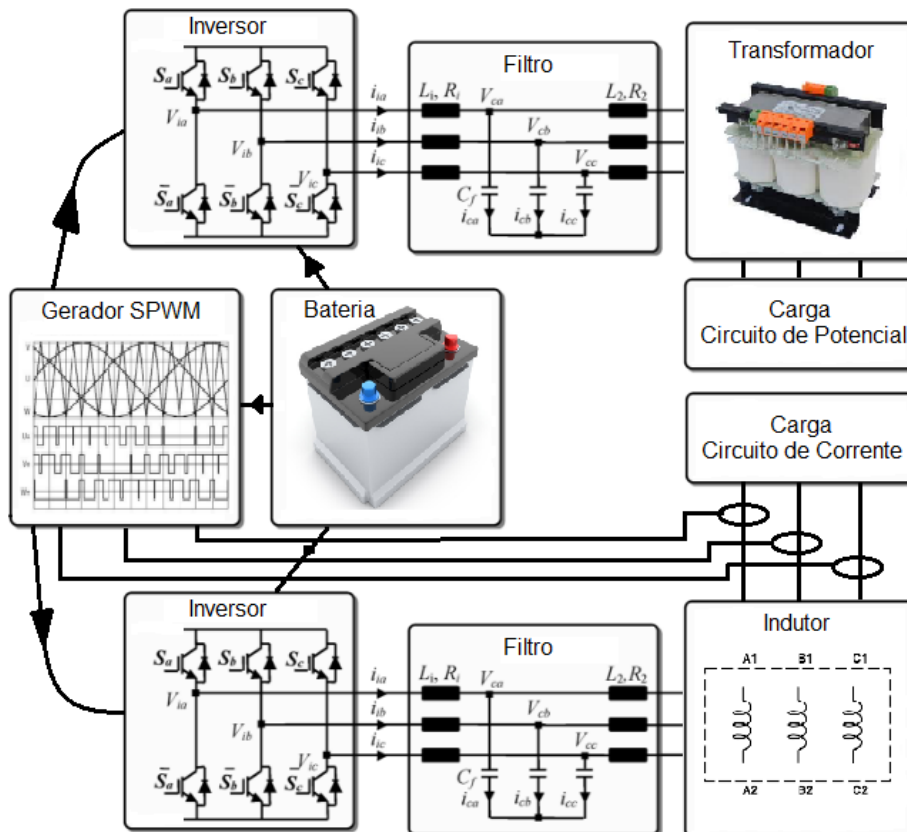 Inversor
Sa Sb Sc
Via
Vib
Vic
S̄a S̄b S̄c
iia
iib
iic
Filtro
Li, Ri Vca L2,R2
Vcb
Vcc
Cf
ica icb icc
Transformador
Carga
Circuito de Potencial
Gerador SPWM
Bateria
Carga
Circuito de Corrente
Inversor
Sa Sb Sc
Via
Vib
Vic
S̄a S̄b S̄c
iia
iib
iic
Filtro
Li, Ri Vca L2,R2
Vcb
Vcc
Cf
ica icb icc
Indutor
A1 B1 C1
A2 B2 C2